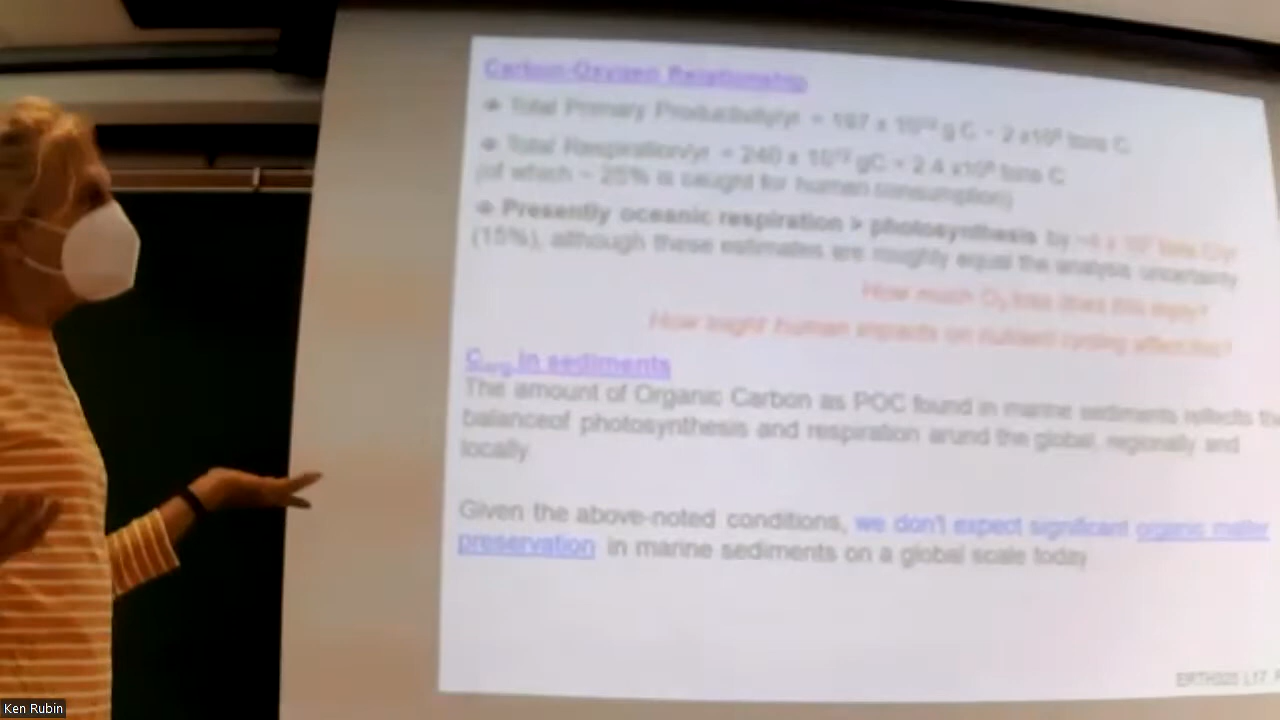 Carbon-Oxygen Relationship
Total Primary Productivity/yr = 197 x 10 g C ~ 2 x10 tons C
Total Respiration/yr = 240 x 10 gC = 2.4 x10 tons C
(of which ~ 25% is caught for human consumption)
Presently oceanic respiration > photosynthesis by
(15%), although these estimates are roughly equal the analysis uncertainty
How much O2 loss does this imply?
How might human impacts on nutrient cycling affect this?
Corg in sediments
The amount of Organic Carbon as POC found in marine sediments reflects th
balanceof photosynthesis and respiration arund the global, regionally and
locally
Given the above-noted conditions, we don't expect significant organic matter
preservation in marine sediments on a global scale today
Ken Rubin